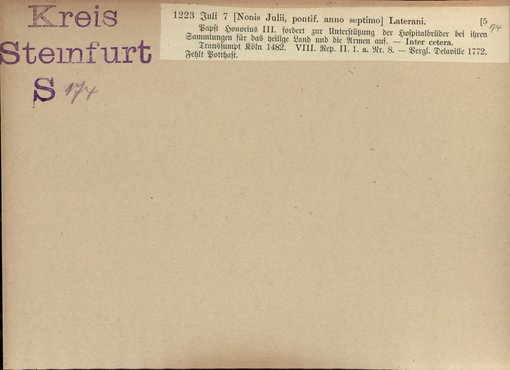 Kreis
Steinfurt
S 174
1223 Juli 7 [Nonis Julii, pontif. anno septimo] Laterani. [5
174
Papst Honorius III. fordert zur Unterstützung der Hospitalbrüder bei ihren
Sammlungen für das heilige Land und die Armen auf. — Inter cetera.
Transsumpt Köln 1482. VIII. Rep. II. 1. a. Nr. 8. — Vergl. Delaville 1772.
Fehlt Potthast.